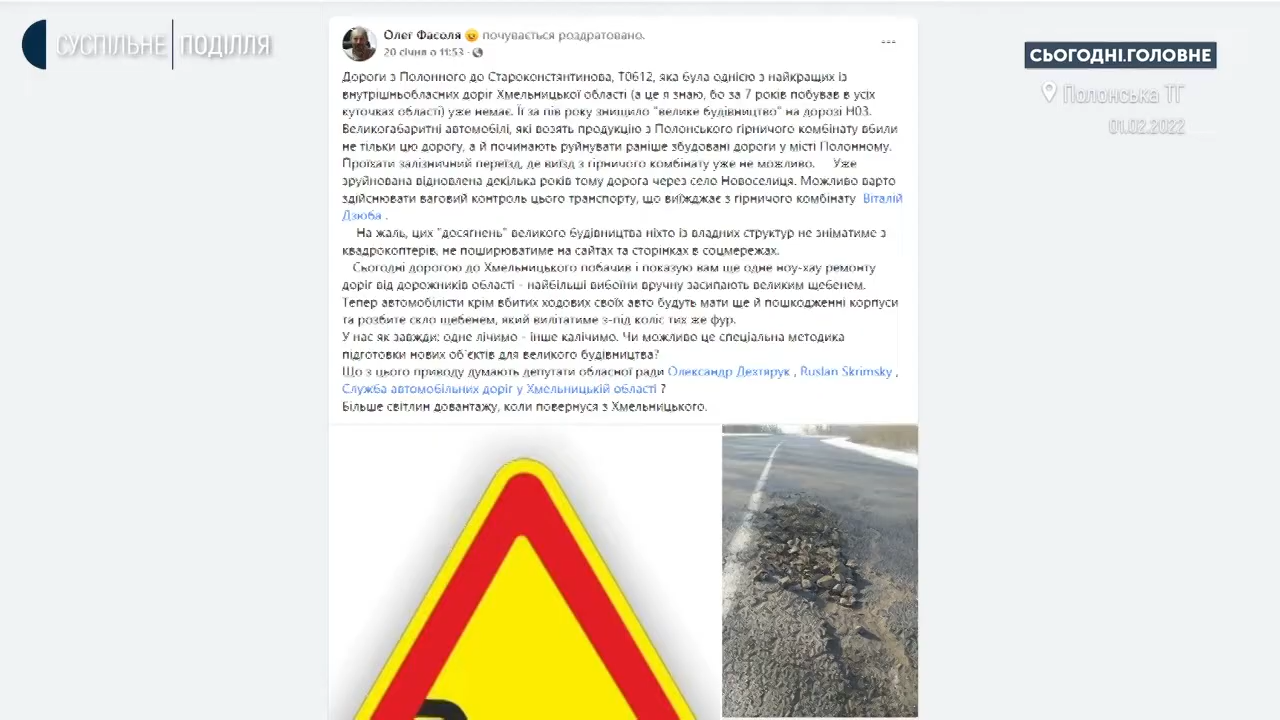 СУСПІЛЬНЕ ПОДІЛЛЯ
СЬОГОДНІ.ГОЛОВНЕ
Полонська ТГ
01.02.2022
Олег Фасоля почувається роздратовано.
20 січня о 11:53
Дороги з Полонного до Староконстянтинова, Т0612, яка була однією з найкращих із
внутрішньобласних доріг Хмельницької області (а це я знаю, бо за 7 років побував в усіх
куточках області) уже немає. Її за пів року знищило "велике будівництво" на дорозі Н03.
Великогабаритні автомобілі, які возять продукцію з Полонського гірничого комбінату вбили
не тільки цю дорогу, а й починають руйнувати раніше збудовані дороги у місті Полонному.
Проїхати залізничний переїзд, де виїзд з гірничого комбінату уже не можливо. Уже
зруйнована відновлена декілька років тому дорога через село Новоселиця. Можливо варто
здійснювати ваговий контроль цього транспорту, що виїжджає з гірничого комбінату Віталій
Дзюба .
На жаль, цих "досягнень" великого будівництва ніхто із владних структур не зніматиме з
квадрокоптерів, не поширюватиме на сайтах та сторінках в соцмережах.
Сьогодні дорогою до Хмельницького побачив і показую вам ще одне ноу-хау ремонту
доріг від дорожників області - найбільші вибоїни вручну засипають великим щебенем.
Тепер автомобілісти крім вбитих ходових своїх авто будуть мати ще й пошкодженні корпуси
та розбите скло щебенем, який вилітатиме з-під коліс тих же фур.
У нас як завжди: одне лічимо - інше калічимо. Чи можливо це спеціальна методика
підготовки нових об'єктів для великого будівництва?
Що з цього приводу думають депутати обласної ради Олександр Дехтярук , Ruslan Skrimsky ,
Служба автомобільних доріг у Хмельницькій області ?
Більше світлин довантажу, коли повернуся з Хмельницького.